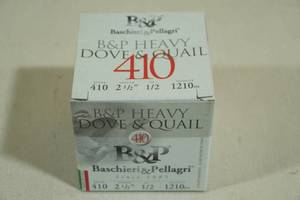 B&P
Baschieri & Pellagri
B&P HEAVY
DOVE & QUAIL
410
410 2 ½" 1/2 1210
B&P HEAVY
DOVE & QUAIL
410
B&P
Baschieri & Pellagri
410 2 ½" 1/2 1210